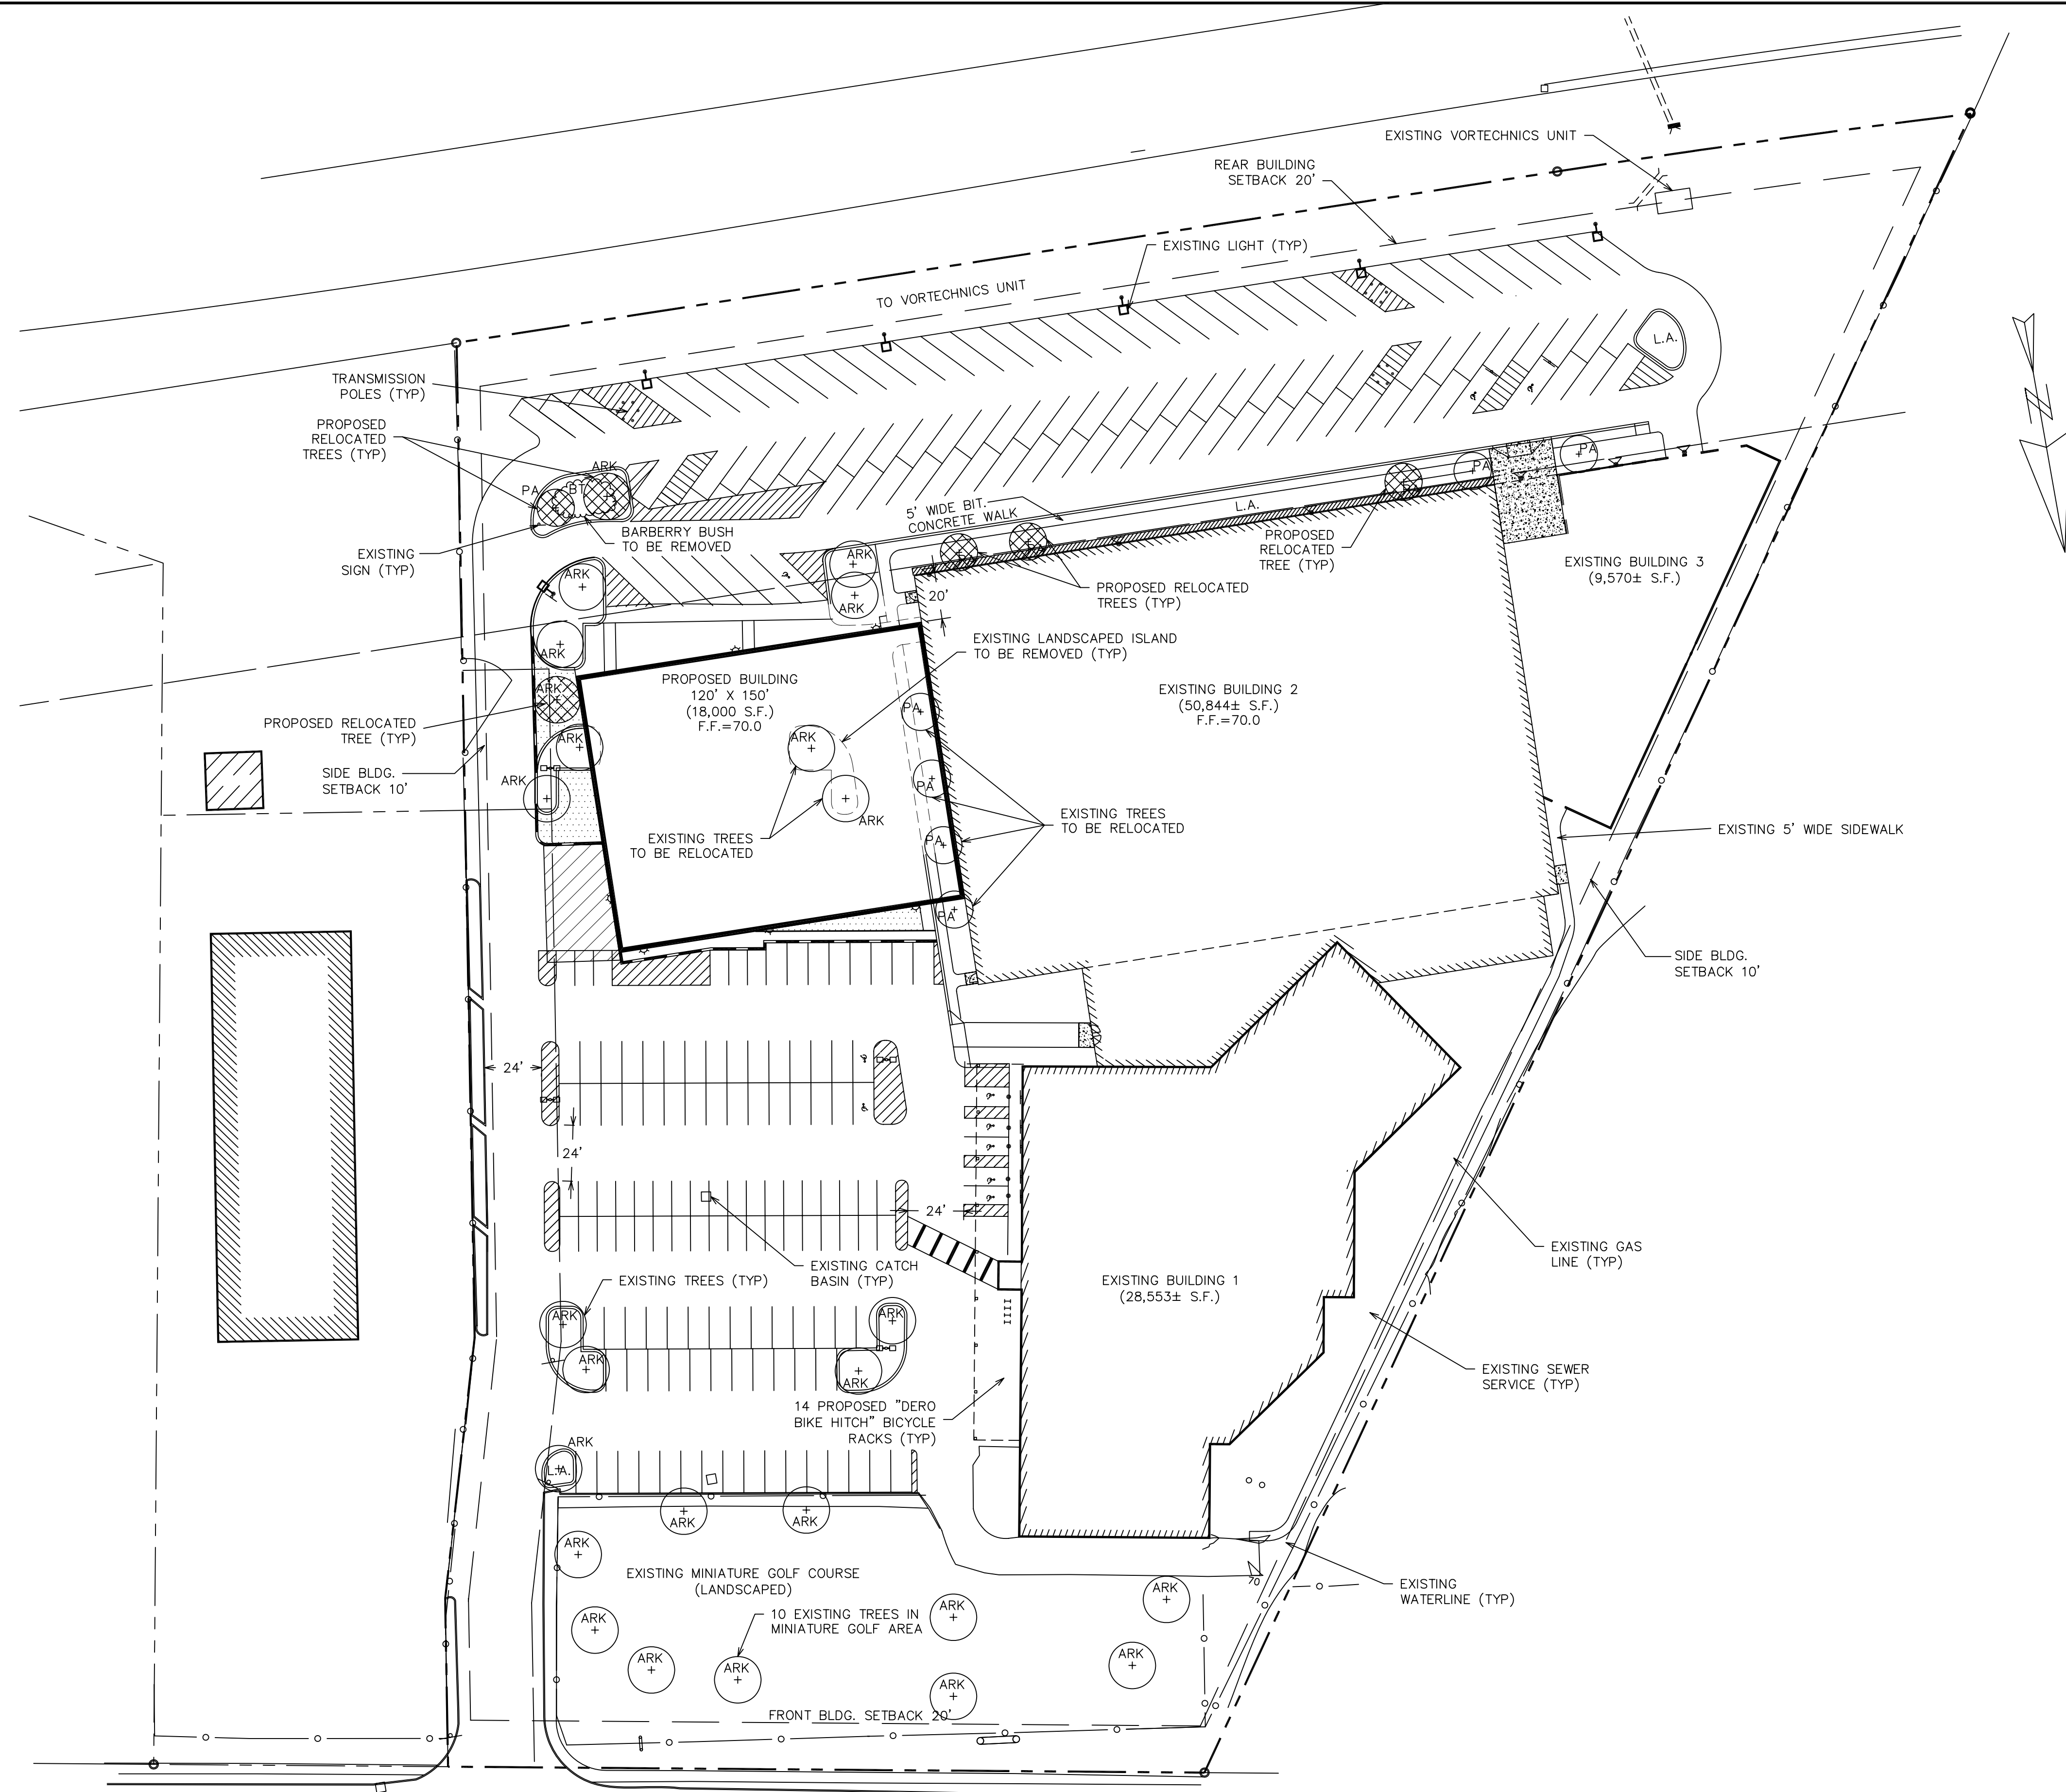 EXISTING VORTECHNICS UNIT
REAR BUILDING
SETBACK 20'
EXISTING LIGHT (TYP)
TO VORTECHNICS UNIT
L.A.
TRANSMISSION
POLES (TYP)
PROPOSED
RELOCATED
TREES (TYP)
ARK
PA
BT
PA
PA
L.A.
5' WIDE BIT.
CONCRETE WALK
BARBERRY BUSH
TO BE REMOVED
EXISTING
SIGN (TYP)
PROPOSED
RELOCATED
TREE (TYP)
EXISTING BUILDING 3
(9,570± S.F.)
ARK
ARK
ARK
20'
PROPOSED RELOCATED
TREES (TYP)
EXISTING LANDSCAPED ISLAND
TO BE REMOVED (TYP)
ARK
PROPOSED BUILDING
120' X 150'
(18,000 S.F.)
F.F.=70.0
EXISTING BUILDING 2
(50,844± S.F.)
F.F.=70.0
ARK
PA
PROPOSED RELOCATED
TREE (TYP)
ARK
ARK
SIDE BLDG.
SETBACK 10'
ARK
PA
ARK
EXISTING TREES
TO BE RELOCATED
PA
EXISTING TREES
TO BE RELOCATED
EXISTING 5' WIDE SIDEWALK
PA
SIDE BLDG.
SETBACK 10'
24'
24'
24'
EXISTING GAS
LINE (TYP)
EXISTING CATCH
BASIN (TYP)
EXISTING TREES (TYP)
EXISTING BUILDING 1
(28,553± S.F.)
ARK
ARK
ARK
ARK
EXISTING SEWER
SERVICE (TYP)
14 PROPOSED "DERO
BIKE HITCH" BICYCLE
RACKS (TYP)
ARK
L.A.
ARK
ARK
ARK
EXISTING MINIATURE GOLF COURSE
(LANDSCAPED)
70
EXISTING
WATERLINE (TYP)
ARK
ARK
ARK
10 EXISTING TREES IN
MINIATURE GOLF AREA
ARK
ARK
ARK
ARK
FRONT BLDG. SETBACK 20'